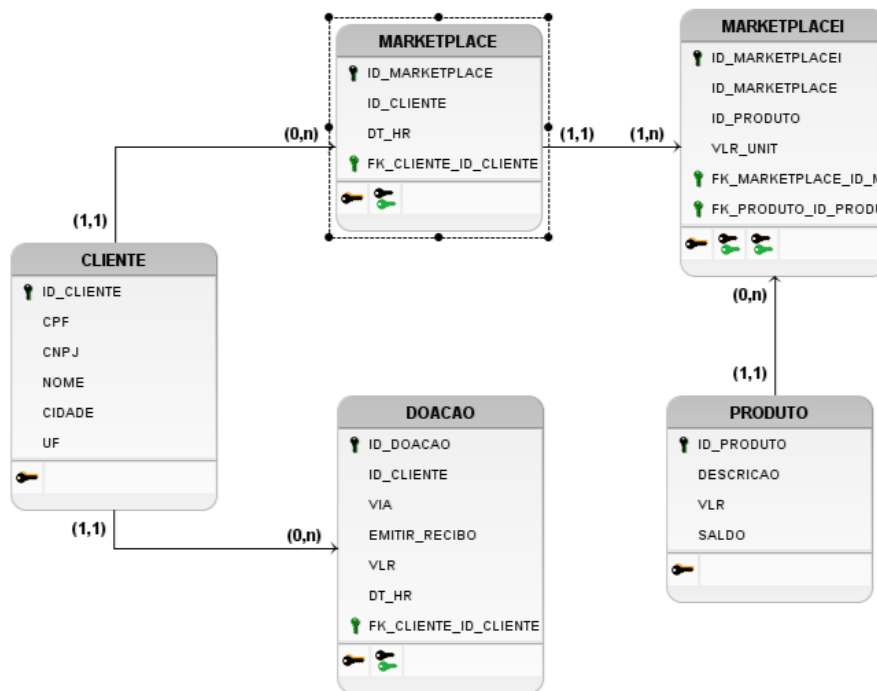 MARKETPLACE
ID_MARKETPLACE
ID_CLIENTE
DT_HR
FK_CLIENTE_ID_CLIENTE
MARKETPLACEI
ID_MARKETPLACEI
ID_MARKETPLACE
ID_PRODUTO
VLR_UNIT
FK_MARKETPLACE_ID_M
FK_PRODUTO_ID_PRODU
(0,n)
(1,1)
(1,n)
(1,1)
CLIENTE
ID_CLIENTE
CPF
CNPJ
NOME
CIDADE
UF
(0,n)
(1,1)
(1,1)
(0,n)
DOACAO
ID_DOACAO
ID_CLIENTE
VIA
EMITIR_RECIBO
VLR
DT_HR
FK_CLIENTE_ID_CLIENTE
PRODUTO
ID_PRODUTO
DESCRICAO
VLR
SALDO